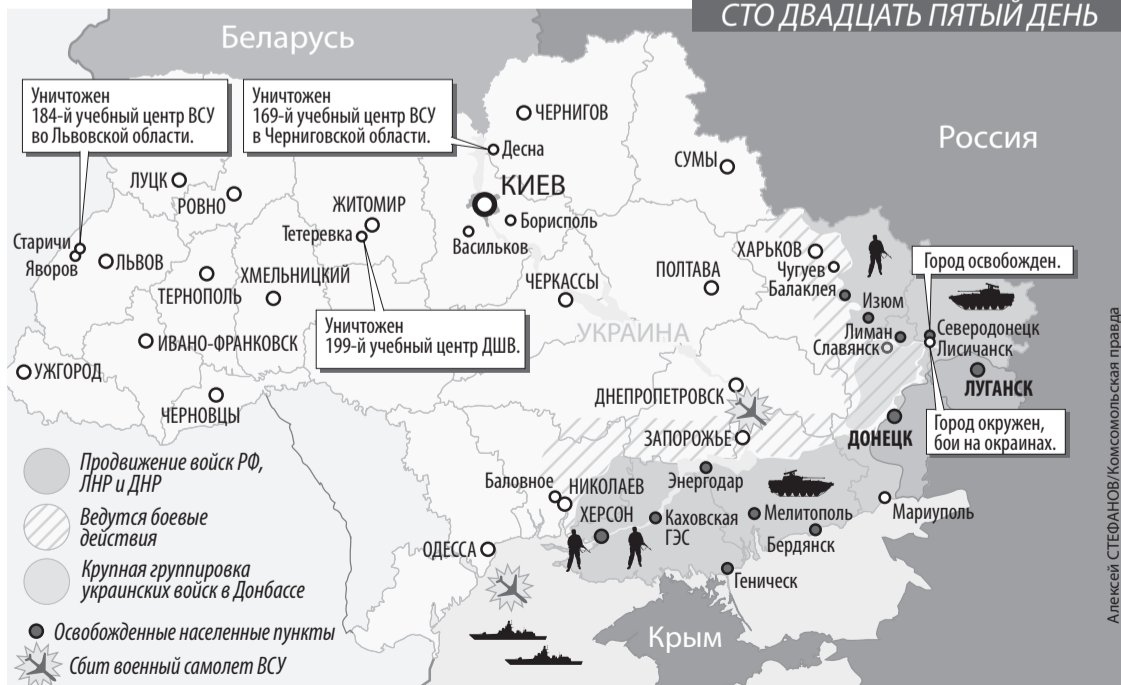 СТО ДВАДЦАТЬ ПЯТЫЙ ДЕНЬ
Беларусь
Россия
Уничтожен
184-й учебный центр ВСУ
во Львовской области.
Уничтожен
169-й учебный центр ВСУ
в Черниговской области.
ЧЕРНИГОВ
Десна
СУМЫ
ЛУЦК
РОВНО
КИЕВ
ЖИТОМИР
Тетеревка
Борисполь
Васильков
Старичи
Яворов
ЛЬВОВ
ТЕРНОПОЛЬ
ХМЕЛЬНИЦКИЙ
ЧЕРКАССЫ
ПОЛТАВА
ХАРЬКОВ
Чугуев
Балаклея
Изюм
Лиман
Славянск
Город освобожден.
Северодонецк
Лисичанск
ЛУГАНСК
Уничтожен
199-й учебный центр ДШВ.
УКРАИНА
ИВАНО-ФРАНКОВСК
УЖГОРОД
ЧЕРНОВЦЫ
ДНЕПРОПЕТРОВСК
ЗАПОРОЖЬЕ
ДОНЕЦК
Город окружен,
бои на окраинах.
Энергодар
Баловное
НИКОЛАЕВ
ХЕРСОН
Каховская
ГЭС
Мелитополь
Бердянск
Мариуполь
ОДЕССА
Геническ
Крым
Продвижение войск РФ,
ЛНР и ДНР
Ведутся боевые
действия
Крупная группировка
украинских войск в Донбассе
Освобожденные населенные пункты
Сбит военный самолет ВСУ
Алексей СТЕФАНОВ/Комсомольская правда